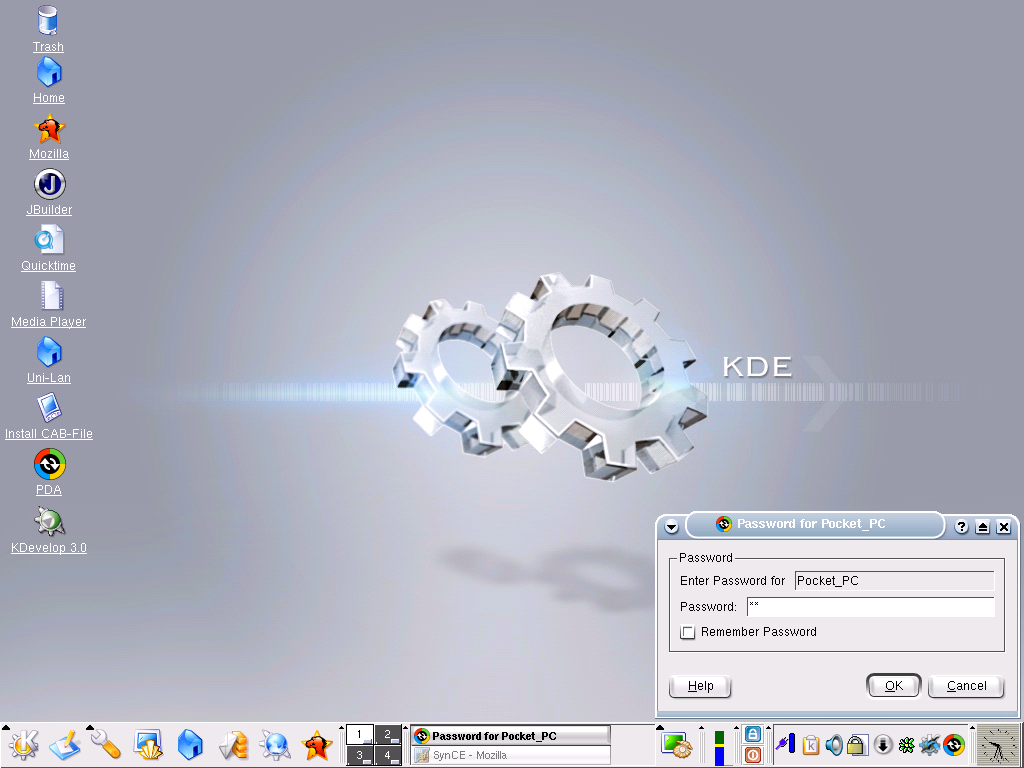 Trash
Home
Mozilla
JBuilder
Quicktime
Media Player
Uni-Lan
Install CAB-File
PDA
KDevelop 3.0
KDE
Password for Pocket_PC
Password
Enter Password for Pocket_PC
Password: **
Remember Password
Help OK Cancel
1 2
3 4
Password for Pocket_PC
SynCE - Mozilla